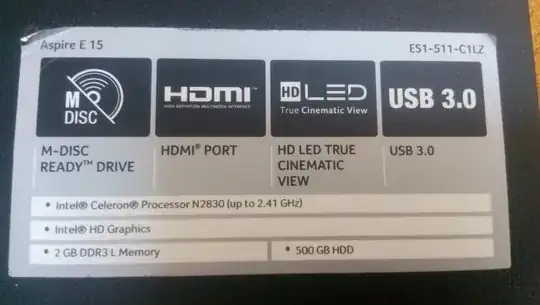 Aspire E 15
ES1-511-C1LZ
M DISC
HDMI™
HIGH-DEFINITION MULTIMEDIA INTERFACE
HD LED
True Cinematic View
USB 3.0
M-DISC
READY™ DRIVE
HDMI® PORT
HD LED TRUE
CINEMATIC
VIEW
USB 3.0
• Intel® Celeron® Processor N2830 (up to 2.41 GHz)
• Intel® HD Graphics
• 2 GB DDR3 L Memory
• 500 GB HDD